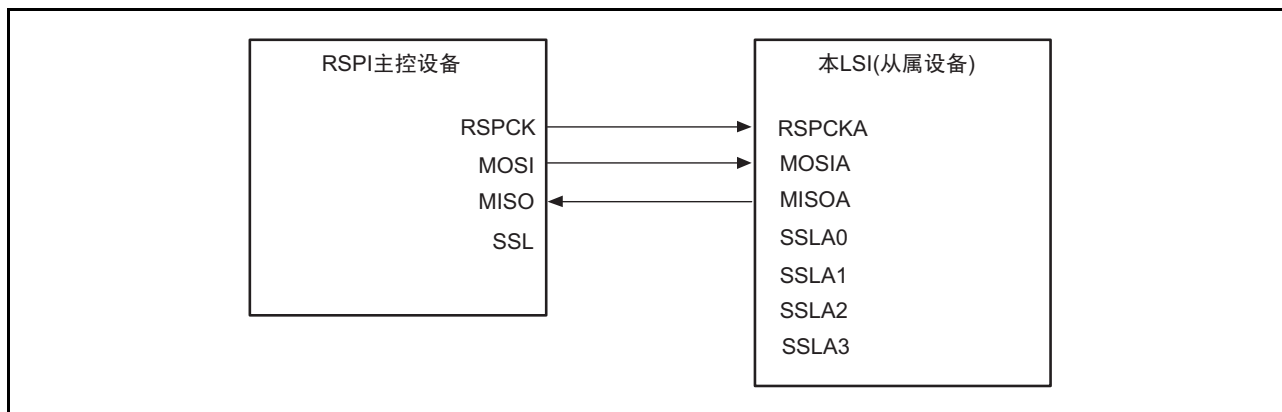 RSPI主控设备
RSPCK
MOSI
MISO
SSL
本LSI(从属设备)
RSPCKA
MOSIA
MISOA
SSLA0
SSLA1
SSLA2
SSLA3